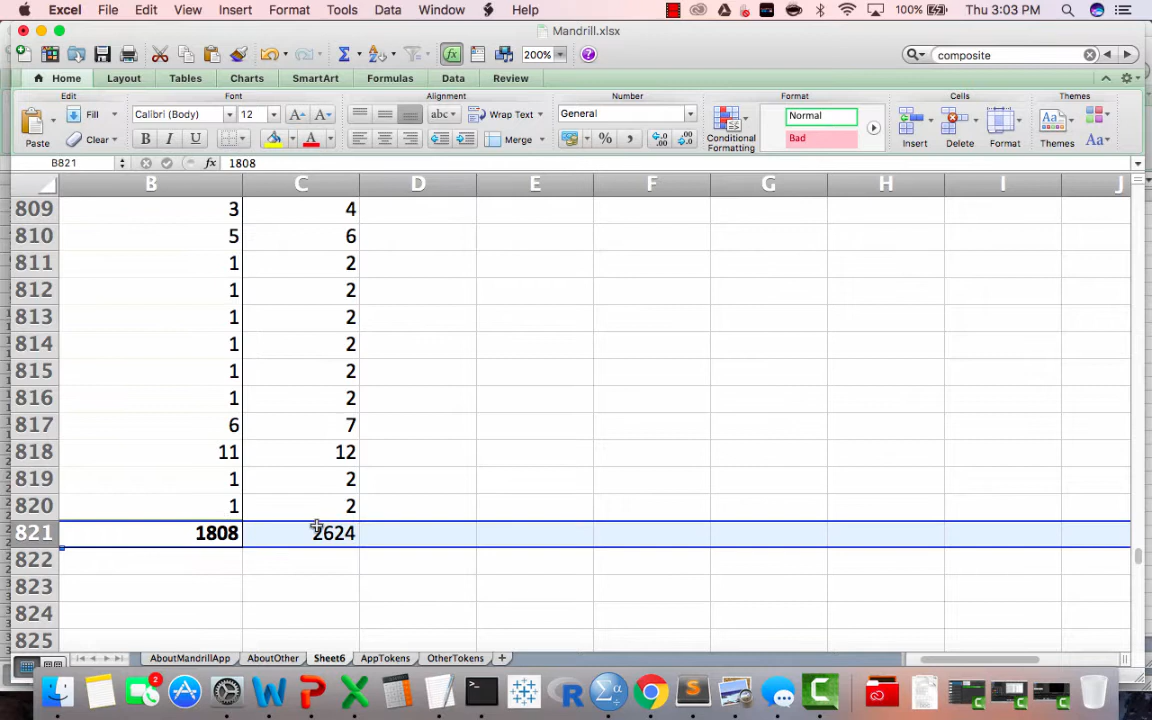 Excel File Edit View Insert Format Tools Data Window Help 100% Thu 3:03 PM
Mandrill.xlsx
200% composite
Home Layout Tables Charts SmartArt Formulas Data Review
Edit Font Alignment Number Format Cells Themes
Fill Calibri (Body) 12 A A abc Wrap Text General Normal
Paste Clear B I U A Merge % , .0 .00 Conditional Formatting Bad Insert Delete Format Themes Aa
B821 fx 1808
B C D E F G H I J
809 3 4
810 5 6
811 1 2
812 1 2
813 1 2
814 1 2
815 1 2
816 1 2
817 6 7
818 11 12
819 1 2
820 1 2
821 1808 2624
822
823
824
825
AboutMandrillApp AboutOther Sheet6 AppTokens OtherTokens +